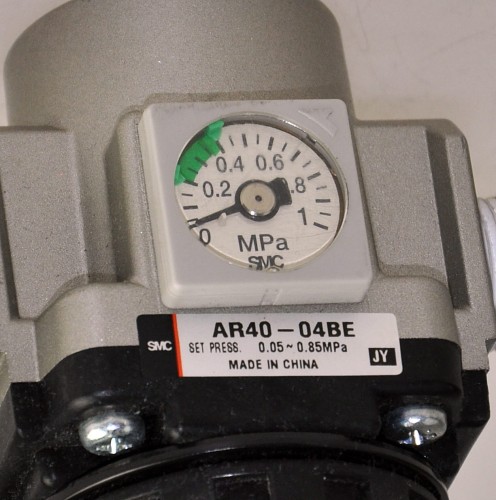 0.4 0.6
0.2 0.8
0 1
MPa
SMC
SMC
AR40-04BE
SET PRESS. 0.05~0.85MPa
MADE IN CHINA
JY